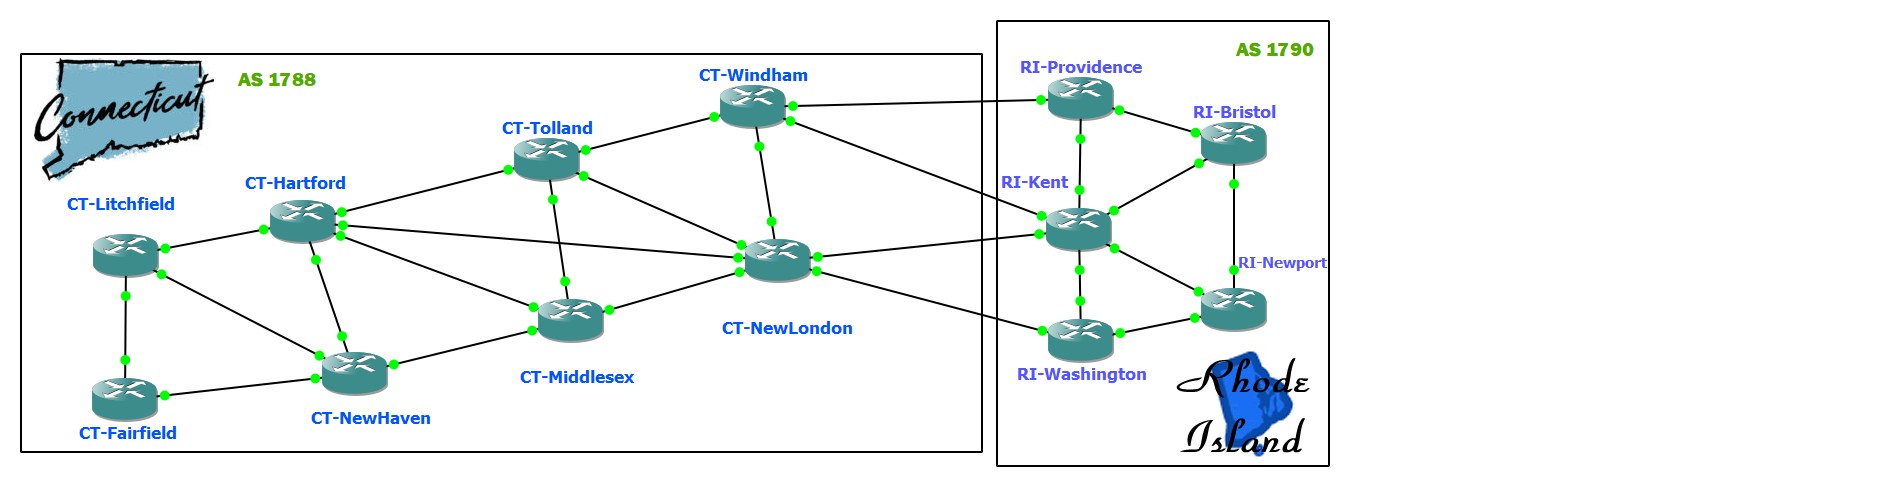 Connecticut
AS 1788
CT-Windham
CT-Tolland
CT-Hartford
CT-Litchfield
CT-NewLondon
CT-Middlesex
CT-NewHaven
CT-Fairfield
AS 1790
RI-Providence
RI-Bristol
RI-Kent
RI-Newport
RI-Washington
Rhode
Island